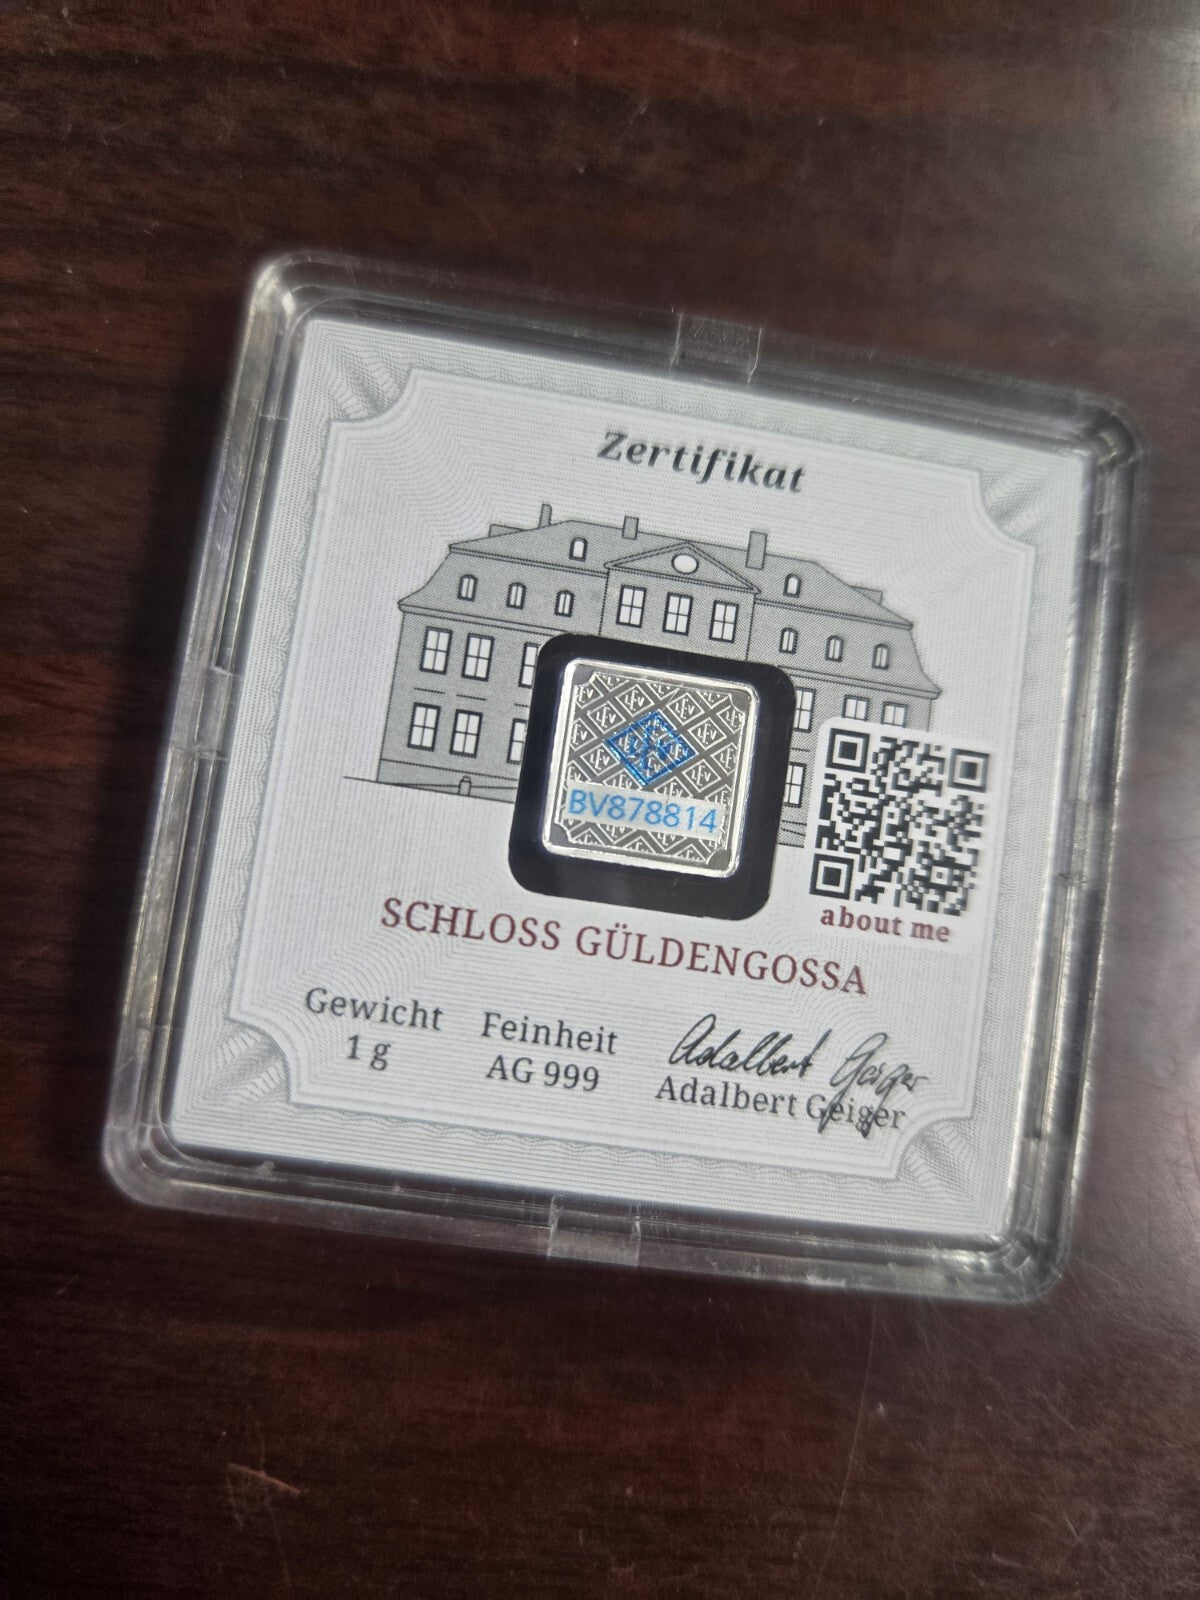 Zertifikat
BV878814
about me
SCHLOSS GÜLDENGOSSA
Gewicht
1 g
Feinheit
AG 999
Adalbert Geiger
Adalbert Geiger